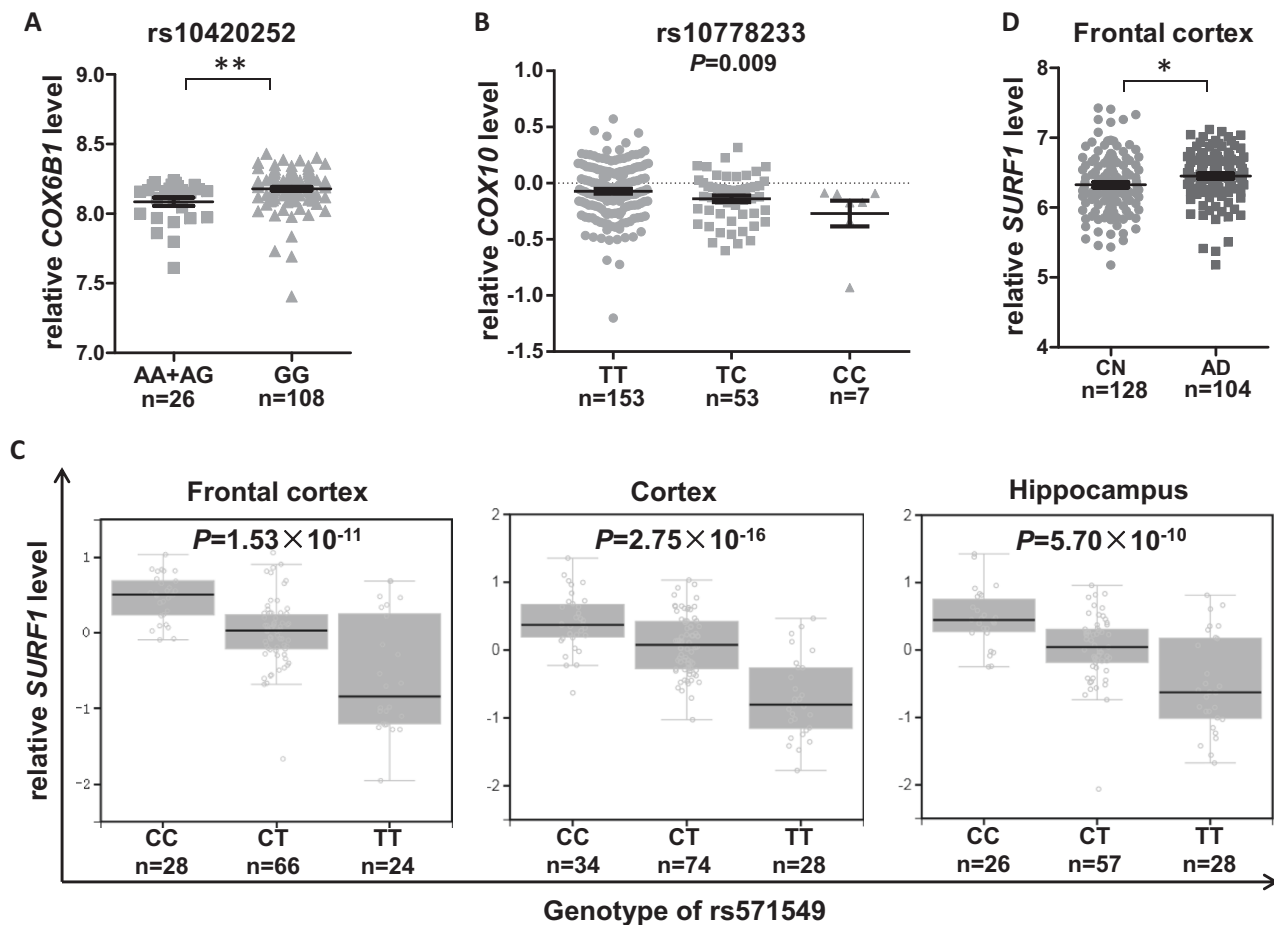 A
rs10420252
**
relative COX6B1 level
9.0
8.5
8.0
7.5
7.0
AA+AG
GG
n=26
n=108
B
rs10778233
P=0.009
relative COX10 level
1.0
0.5
0.0
-0.5
-1.0
-1.5
TT
TC
CC
n=153
n=53
n=7
D
Frontal cortex
*
relative SURF1 level
8
7
6
5
4
CN
AD
n=128
n=104
C
relative SURF1 level
Frontal cortex
P=1.53×10-11
1
0
-1
-2
CC
CT
TT
n=28
n=66
n=24
Cortex
P=2.75×10-16
2
1
0
-1
-2
CC
CT
TT
n=34
n=74
n=28
Hippocampus
P=5.70×10-10
2
1
0
-1
-2
CC
CT
TT
n=26
n=57
n=28
Genotype of rs571549